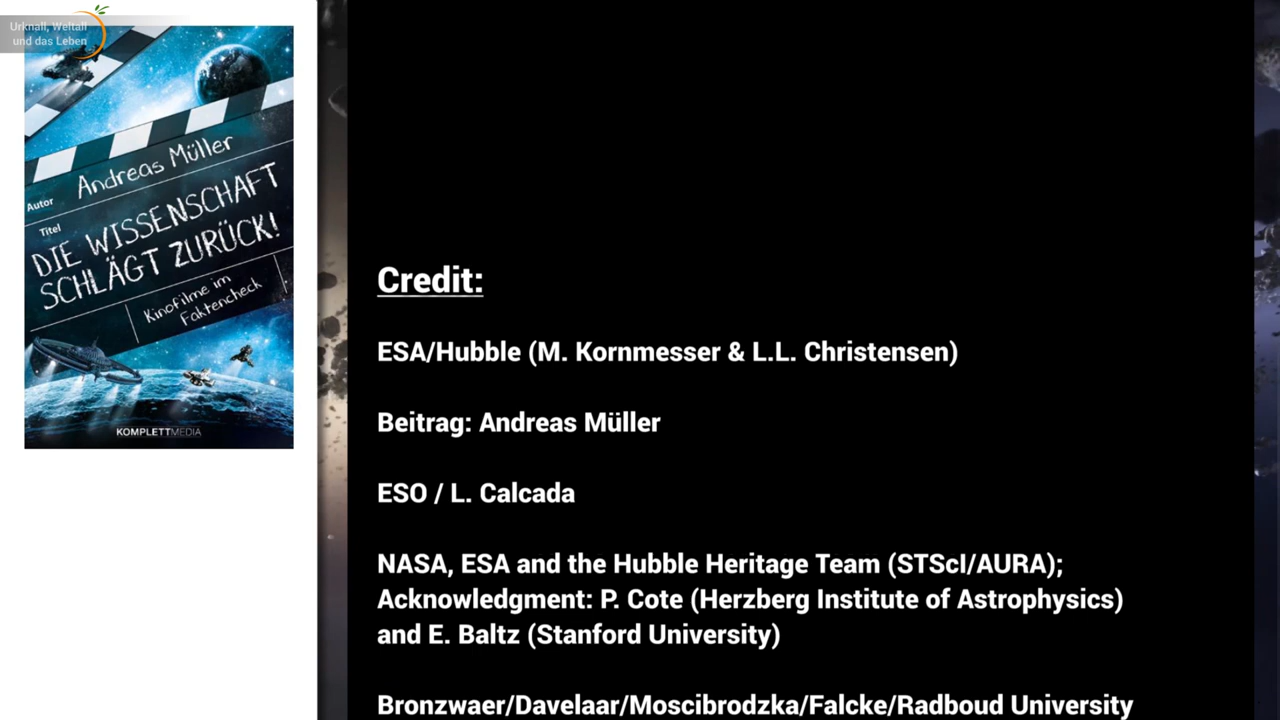 Urknall, Weltall
und das Leben
Autor
Andreas Müller
Titel
DIE WISSENSCHAFT
SCHLÄGT ZURÜCK!
Kinofilme im
Faktencheck
KOMPLETTMEDIA
Credit:
ESA/Hubble (M. Kornmesser & L.L. Christensen)
Beitrag: Andreas Müller
ESO / L. Calcada
NASA, ESA and the Hubble Heritage Team (STScI/AURA);
Acknowledgment: P. Cote (Herzberg Institute of Astrophysics)
and E. Baltz (Stanford University)
Bronzwaer/Davelaar/Moscibrodzka/Falcke/Radboud University